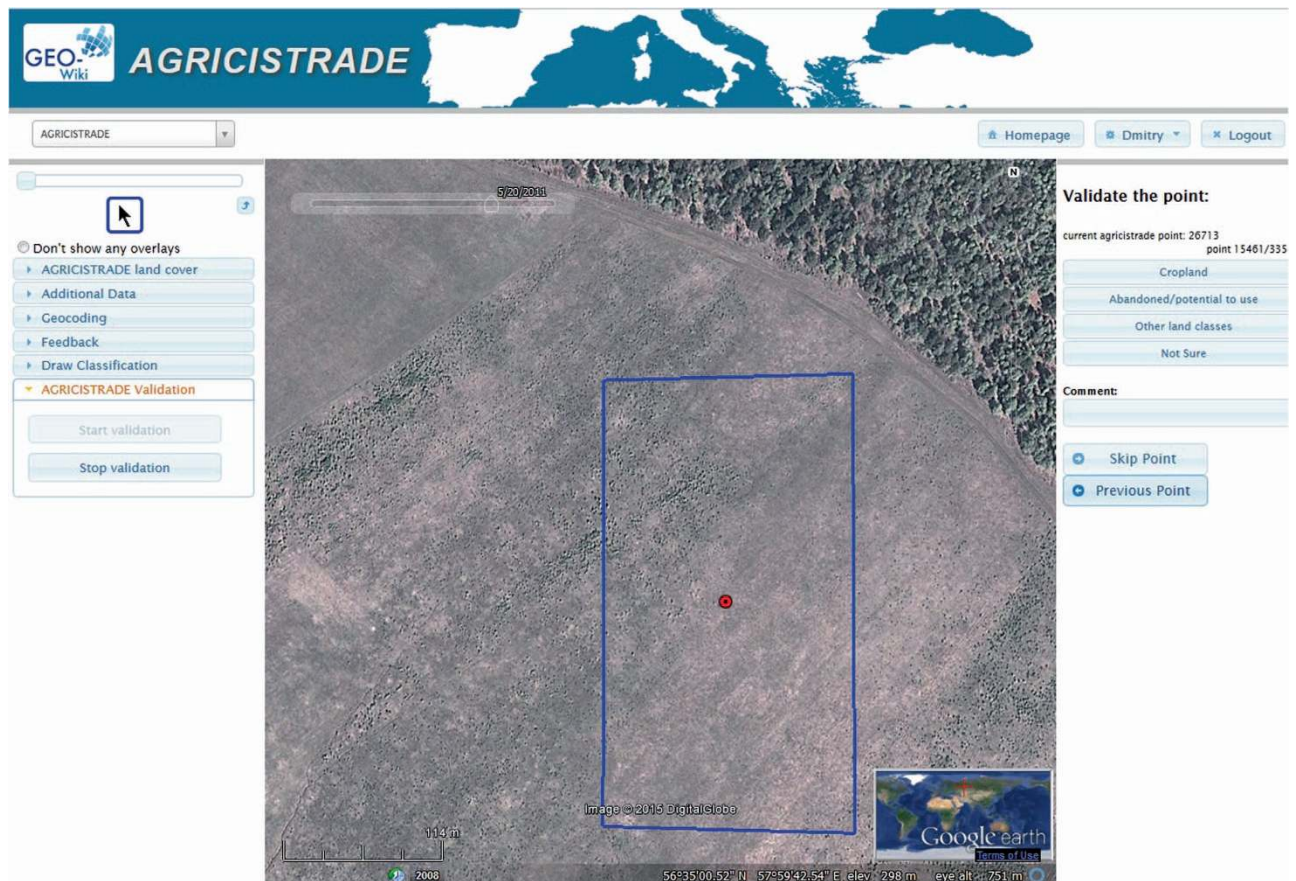 GEO-
Wiki
AGRICISTRADE
AGRICISTRADE
Homepage
Dmitry
Logout
Don't show any overlays
AGRICISTRADE land cover
Additional Data
Geocoding
Feedback
Draw Classification
AGRICISTRADE Validation
Start validation
Stop validation
5/20/2011
N
Image © 2015 DigitalGlobe
114 m
2008
56°35'00.52" N 57°59'42.54" E elev 298 m eye alt 751 m
Google earth
Terms of Use
Validate the point:
current agricistrade point: 26713
point 15461/335
Cropland
Abandoned/potential to use
Other land classes
Not Sure
Comment:
Skip Point
Previous Point